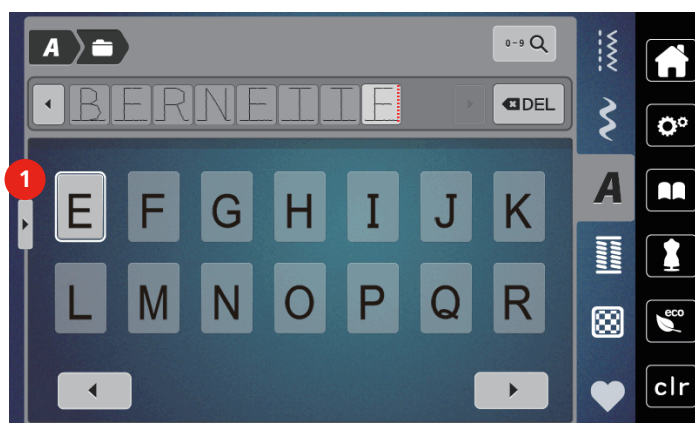 A 0-9
BERNETTE DEL
1
A
E F G H I J K
L M N O P Q R
eco
clr